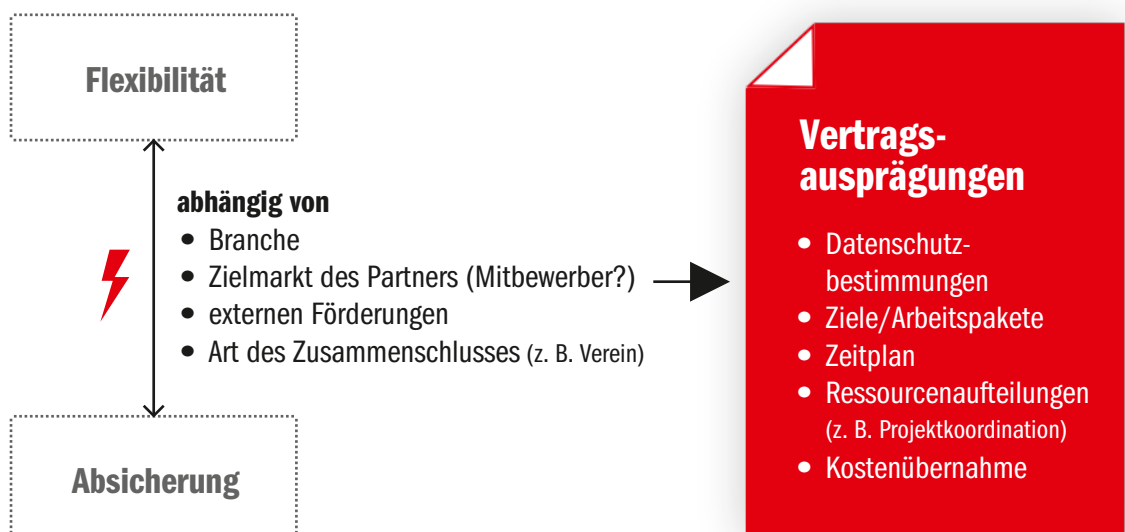 Flexibilität
abhängig von
• Branche
• Zielmarkt des Partners (Mitbewerber?)
• externen Förderungen
• Art des Zusammenschlusses (z. B. Verein)
Absicherung
Vertrags-
ausprägungen
• Datenschutz-
bestimmungen
• Ziele/Arbeitspakete
• Zeitplan
• Ressourcenaufteilungen
(z. B. Projektkoordination)
• Kostenübernahme